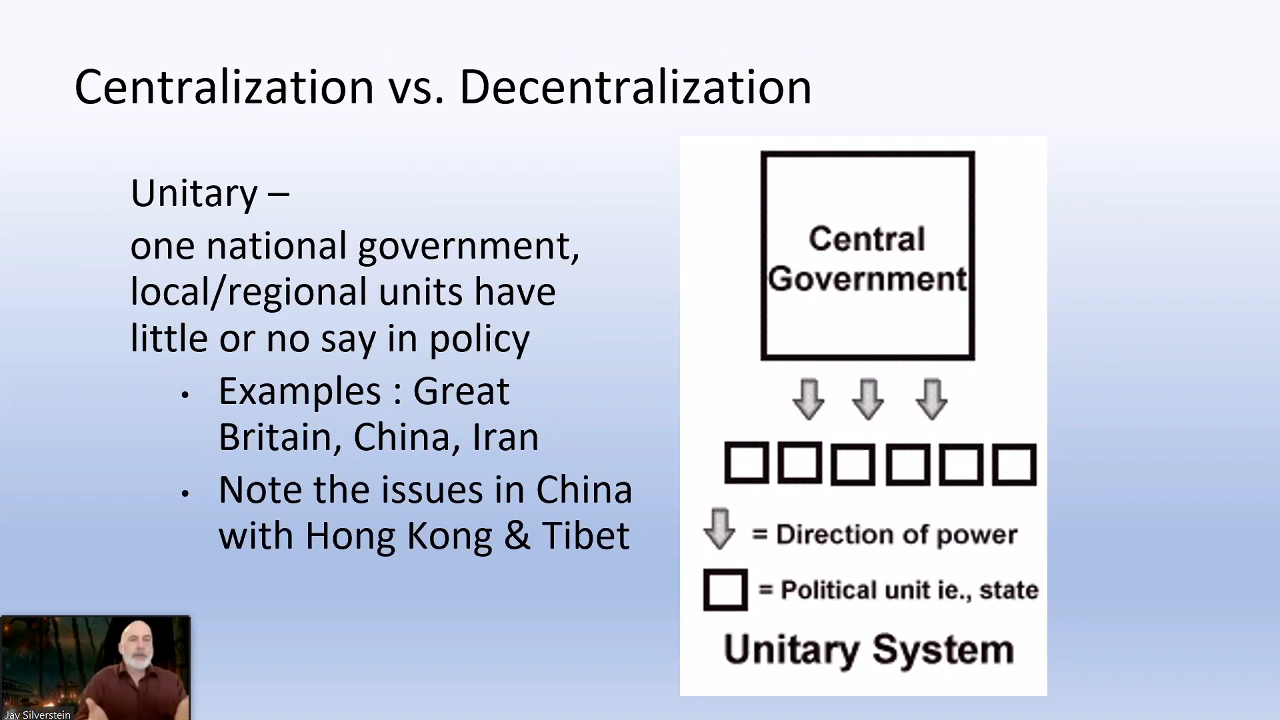 Centralization vs. Decentralization
Unitary –
one national government,
local/regional units have
little or no say in policy
• Examples : Great
Britain, China, Iran
• Note the issues in China
with Hong Kong & Tibet
Central
Government
= Direction of power
= Political unit ie., state
Unitary System
Jay Silverstein